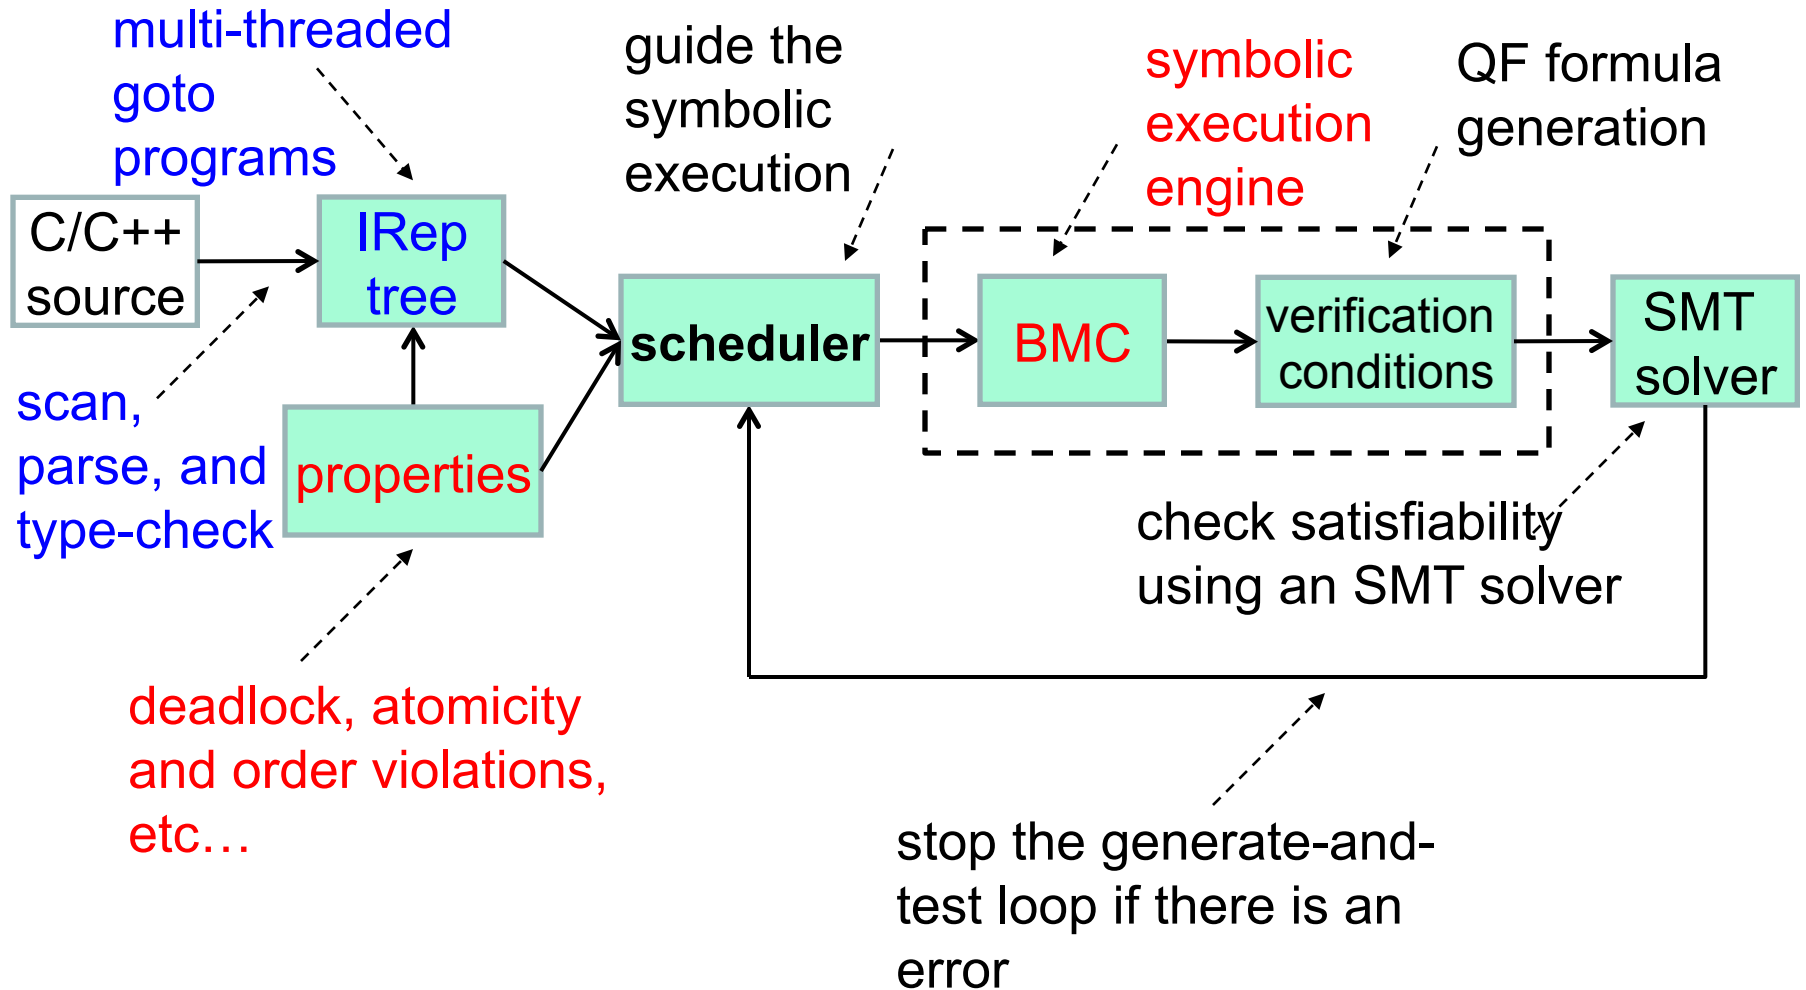 multi-threaded
goto
programs
guide the
symbolic
execution
symbolic
execution
engine
QF formula
generation
C/C++
source
IRep
tree
scheduler
BMC
verification
conditions
SMT
solver
scan,
parse, and
type-check
properties
check satisfiability
using an SMT solver
deadlock, atomicity
and order violations,
etc…
stop the generate-and-
test loop if there is an
error